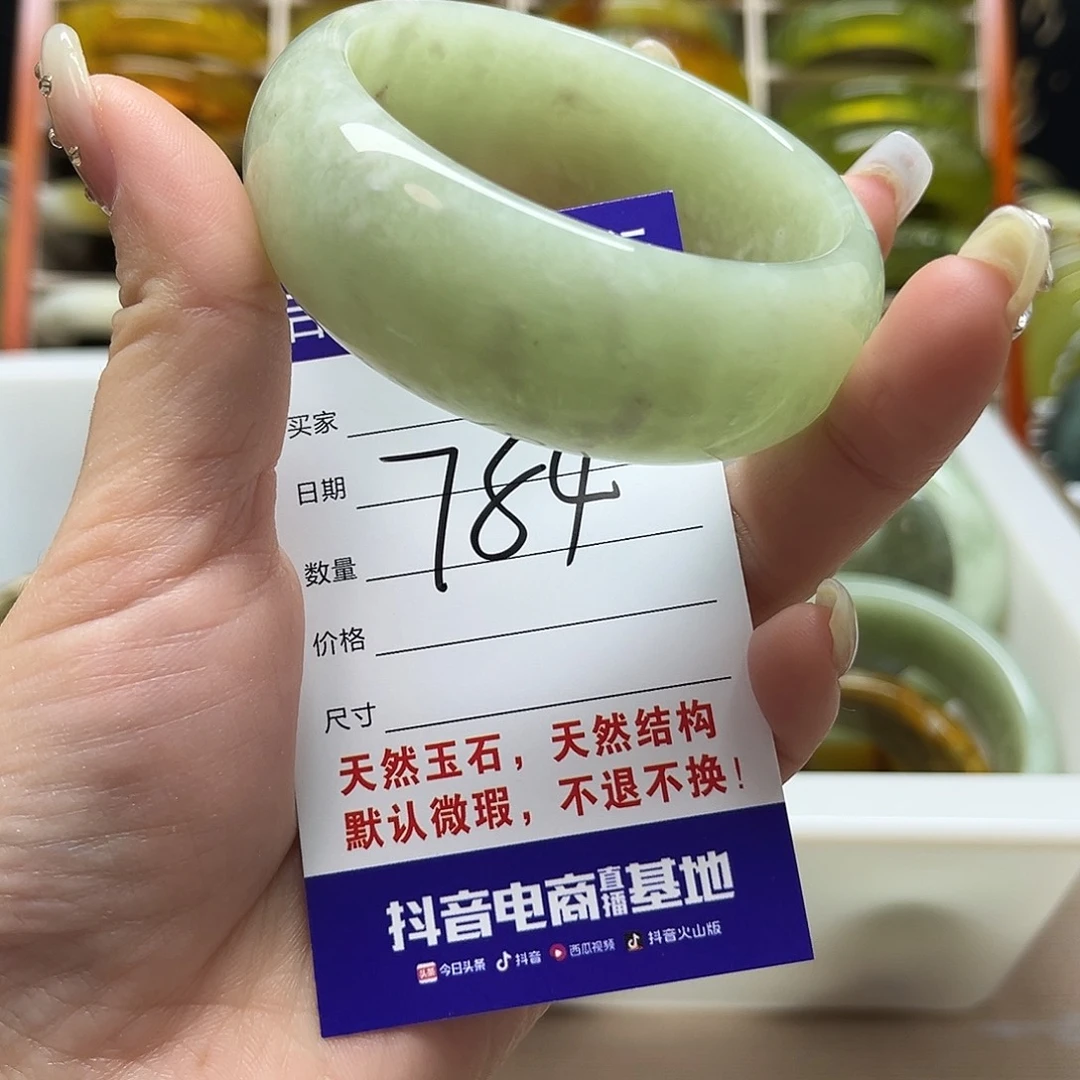 买家
日期
784
数量
价格
尺寸
天然玉石，天然结构
默认微瑕，不退不换！
抖音电商直播基地
头条 今日头条 抖音 西瓜视频 抖音火山版